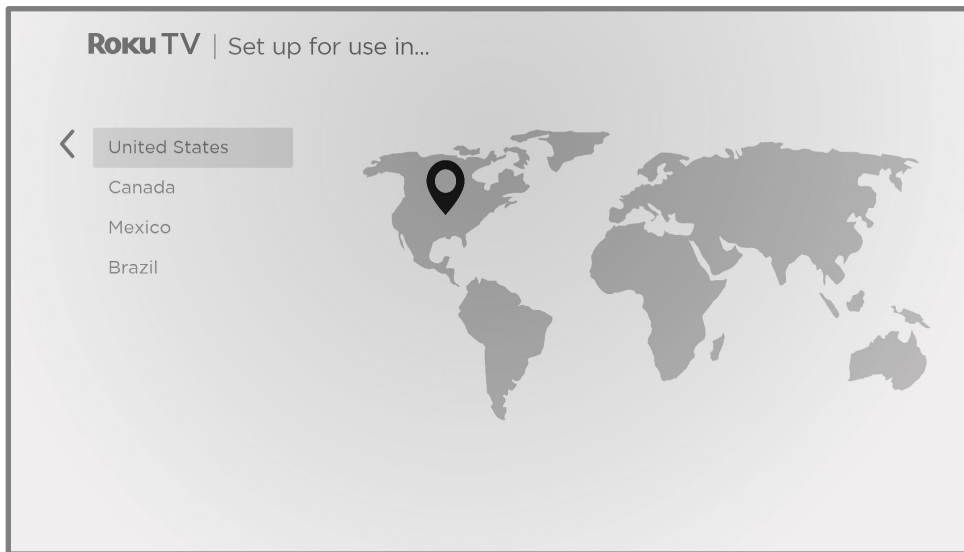 Roku TV | Set up for use in...
United States
Canada
Mexico
Brazil